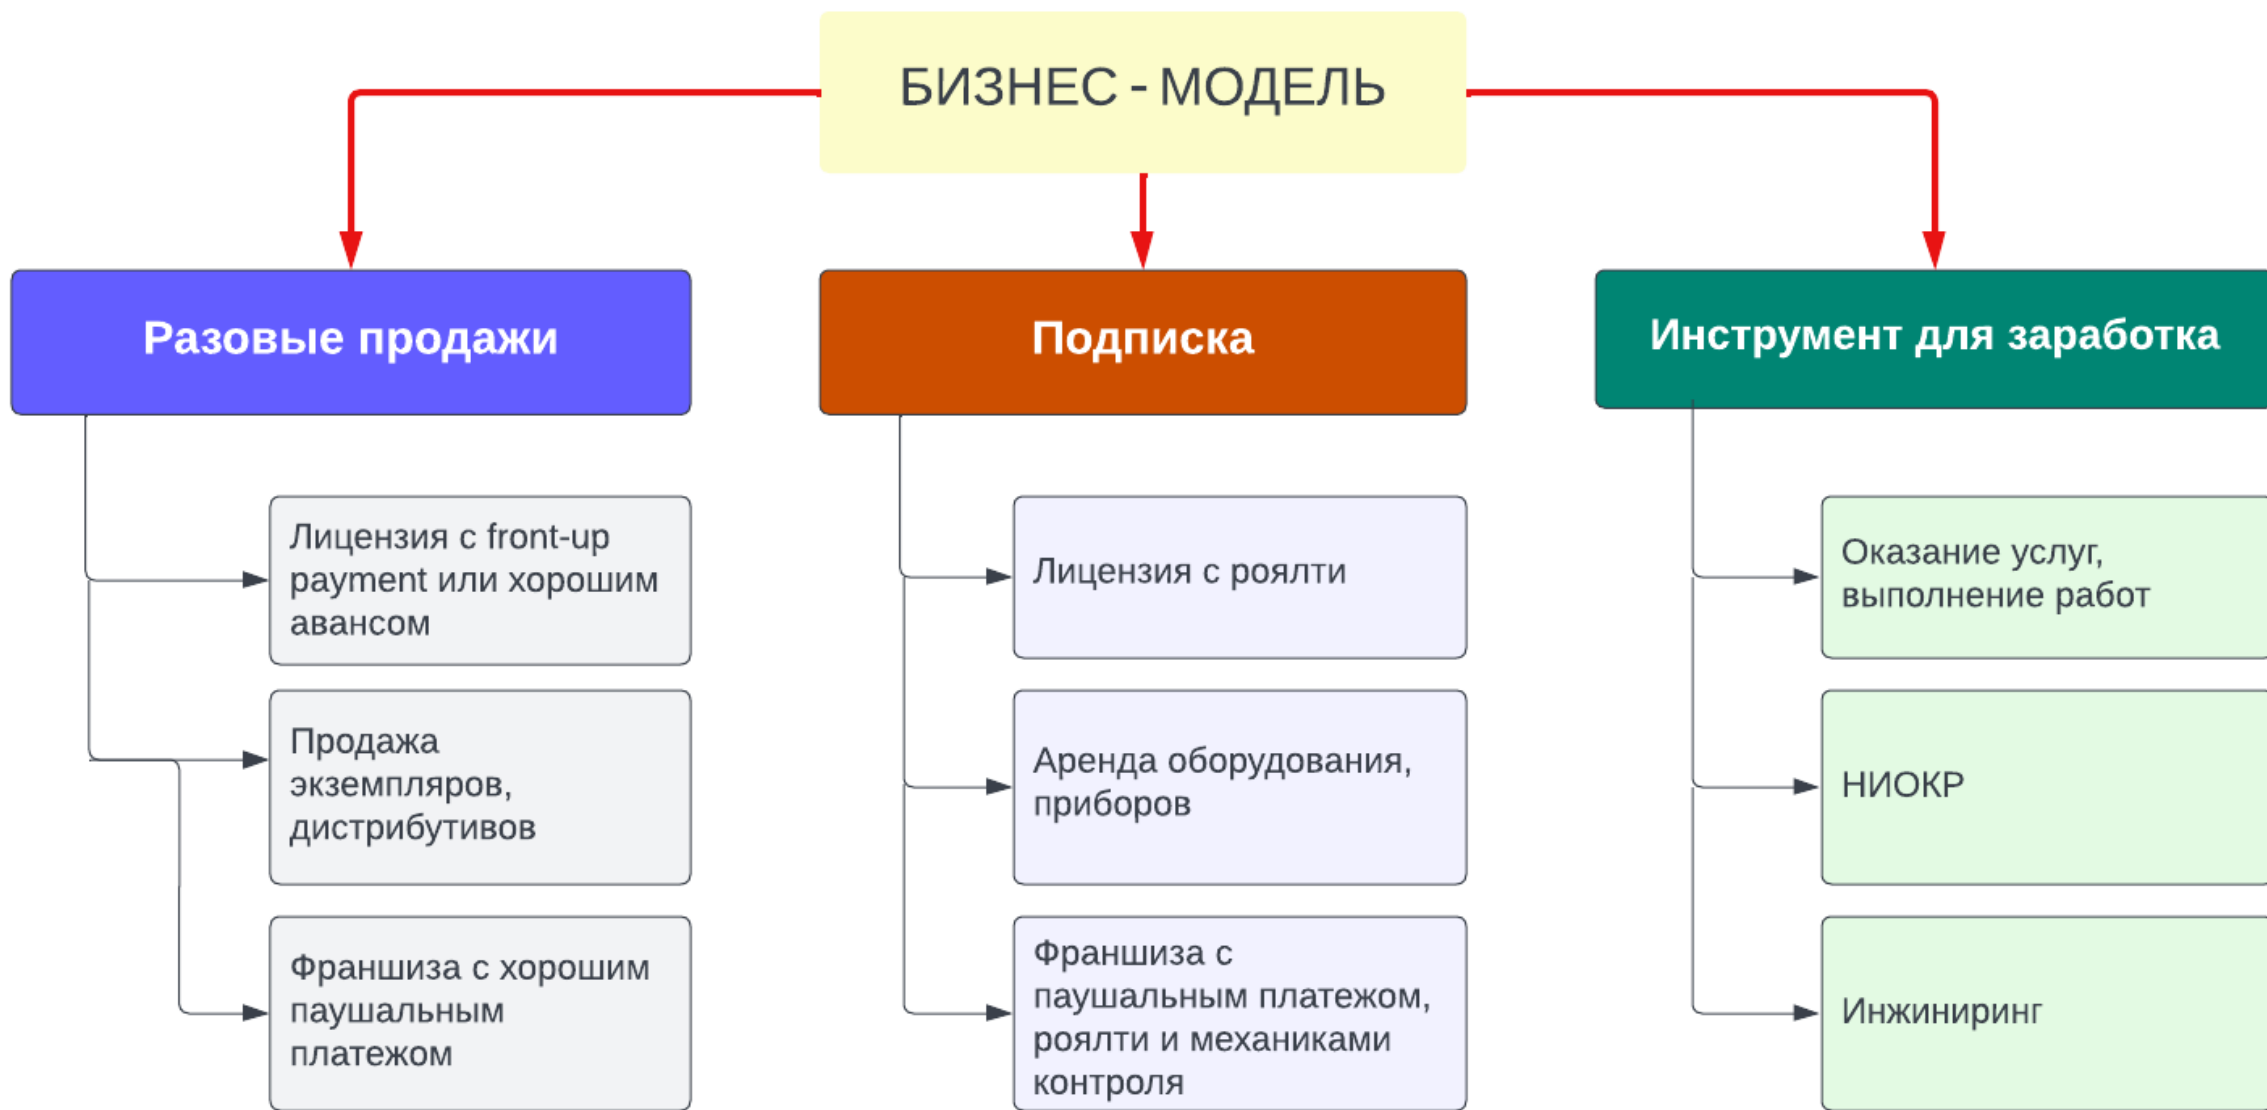 БИЗНЕС - МОДЕЛЬ
Разовые продажи
Лицензия с front-up
payment или хорошим
авансом
Продажа
экземпляров,
дистрибутивов
Франшиза с хорошим
паушальным
платежом
Подписка
Лицензия с роялти
Аренда оборудования,
приборов
Франшиза с
паушальным платежом,
роялти и механиками
контроля
Инструмент для заработка
Оказание услуг,
выполнение работ
НИОКР
Инжиниринг